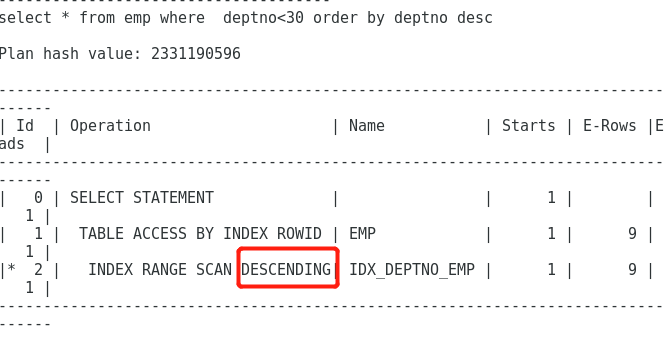 -------------------------------------
select * from emp where  deptno<30 order by deptno desc
Plan hash value: 2331190596
--------------------------------------------------------------------------
------
| Id  | Operation                    | Name           | Starts | E-Rows |E
ads  |
--------------------------------------------------------------------------
------
|   0 | SELECT STATEMENT             |                |      1 |        |
   1 |
|   1 |  TABLE ACCESS BY INDEX ROWID | EMP            |      1 |      9 |
   1 |
|*  2 |   INDEX RANGE SCAN DESCENDING| IDX_DEPTNO_EMP |      1 |      9 |
   1 |
--------------------------------------------------------------------------
------